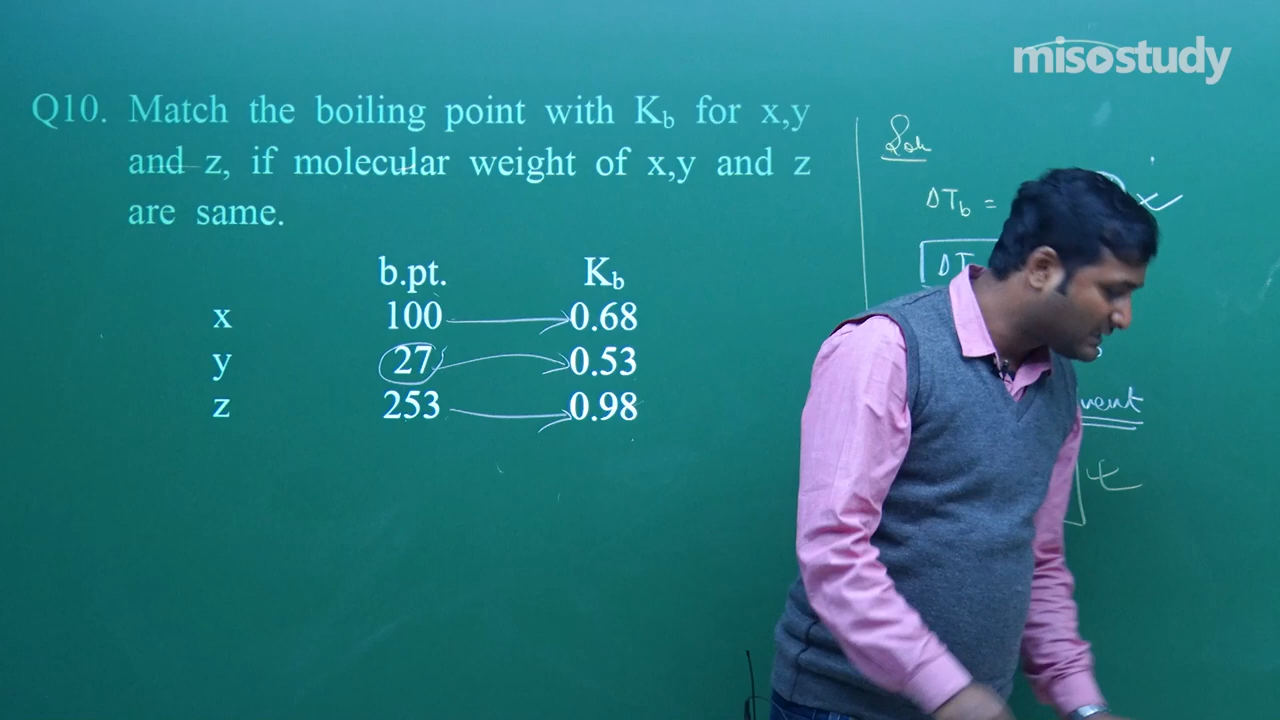 misostudy
Q10. Match the boiling point with Kb for x,y
and z, if molecular weight of x,y and z
are same.
b.pt. Kb
x 100 0.68
y 27 0.53
z 253 0.98
Soln
ΔTb =
ΔT